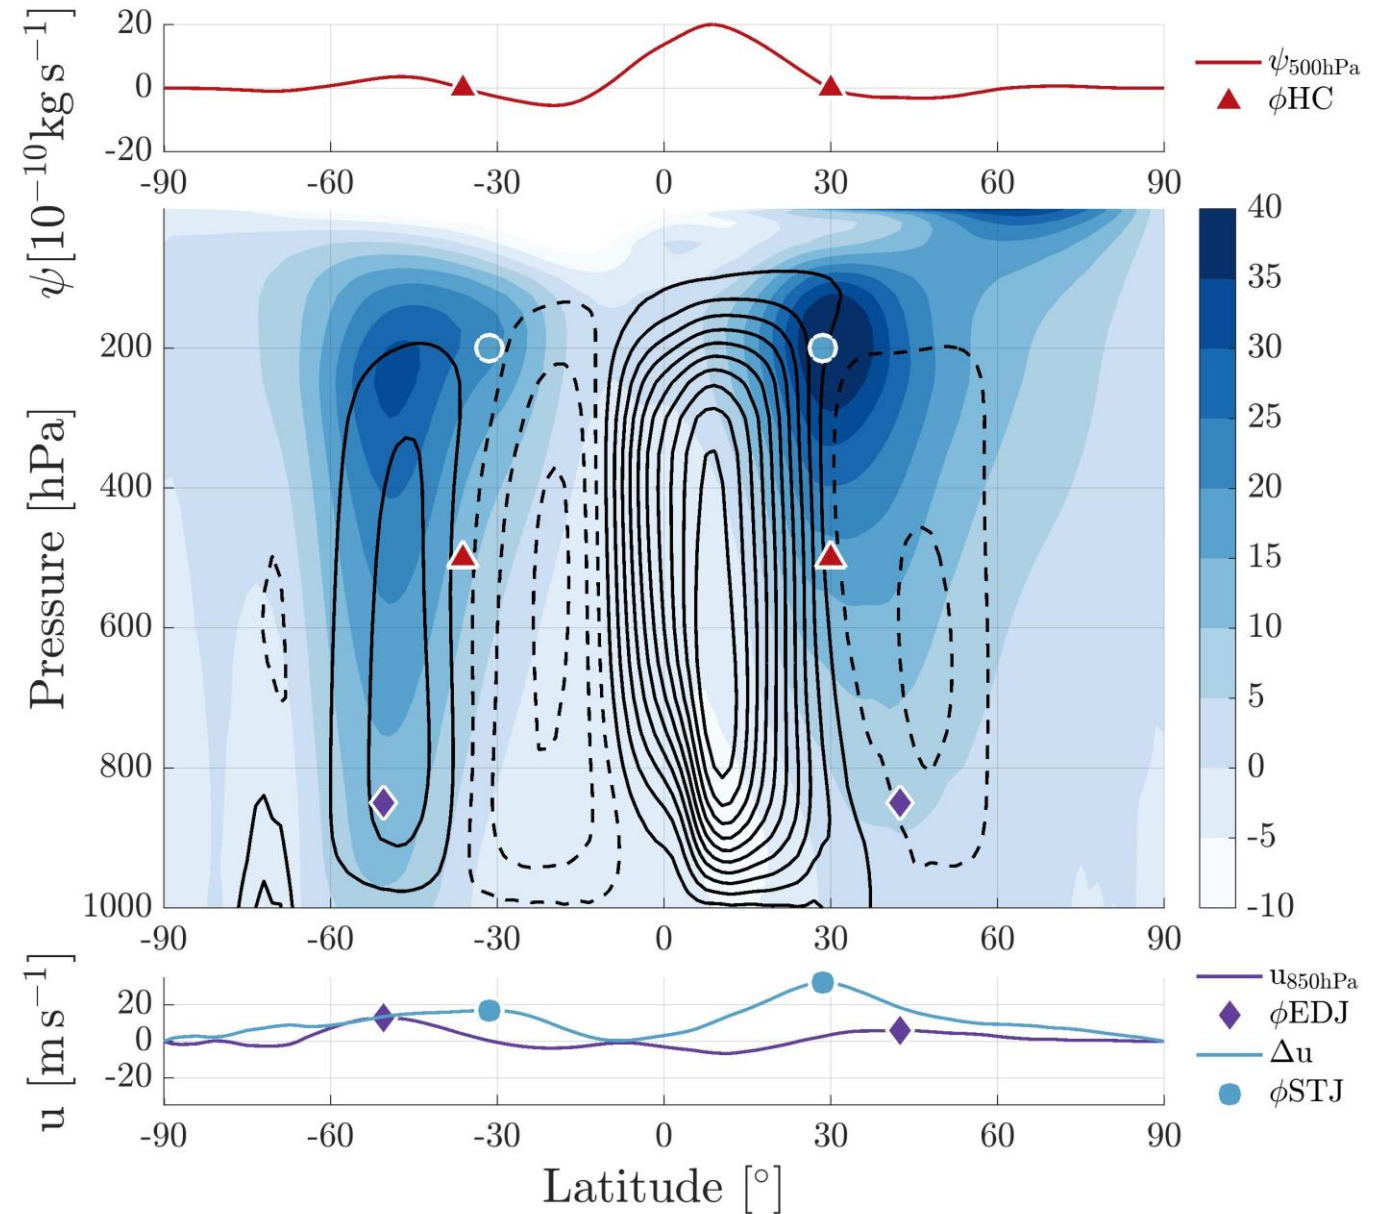 ψ[10⁻¹⁰kg s⁻¹]
20
0
-20
-90 -60 -30 0 30 60 90
ψ500hPa
ϕHC
Pressure [hPa]
200
400
600
800
1000
-90 -60 -30 0 30 60 90
40
35
30
25
20
15
10
5
0
-5
-10
u [m s⁻¹]
20
0
-20
-90 -60 -30 0 30 60 90
Latitude [°]
u850hPa
ϕEDJ
Δu
ϕSTJ